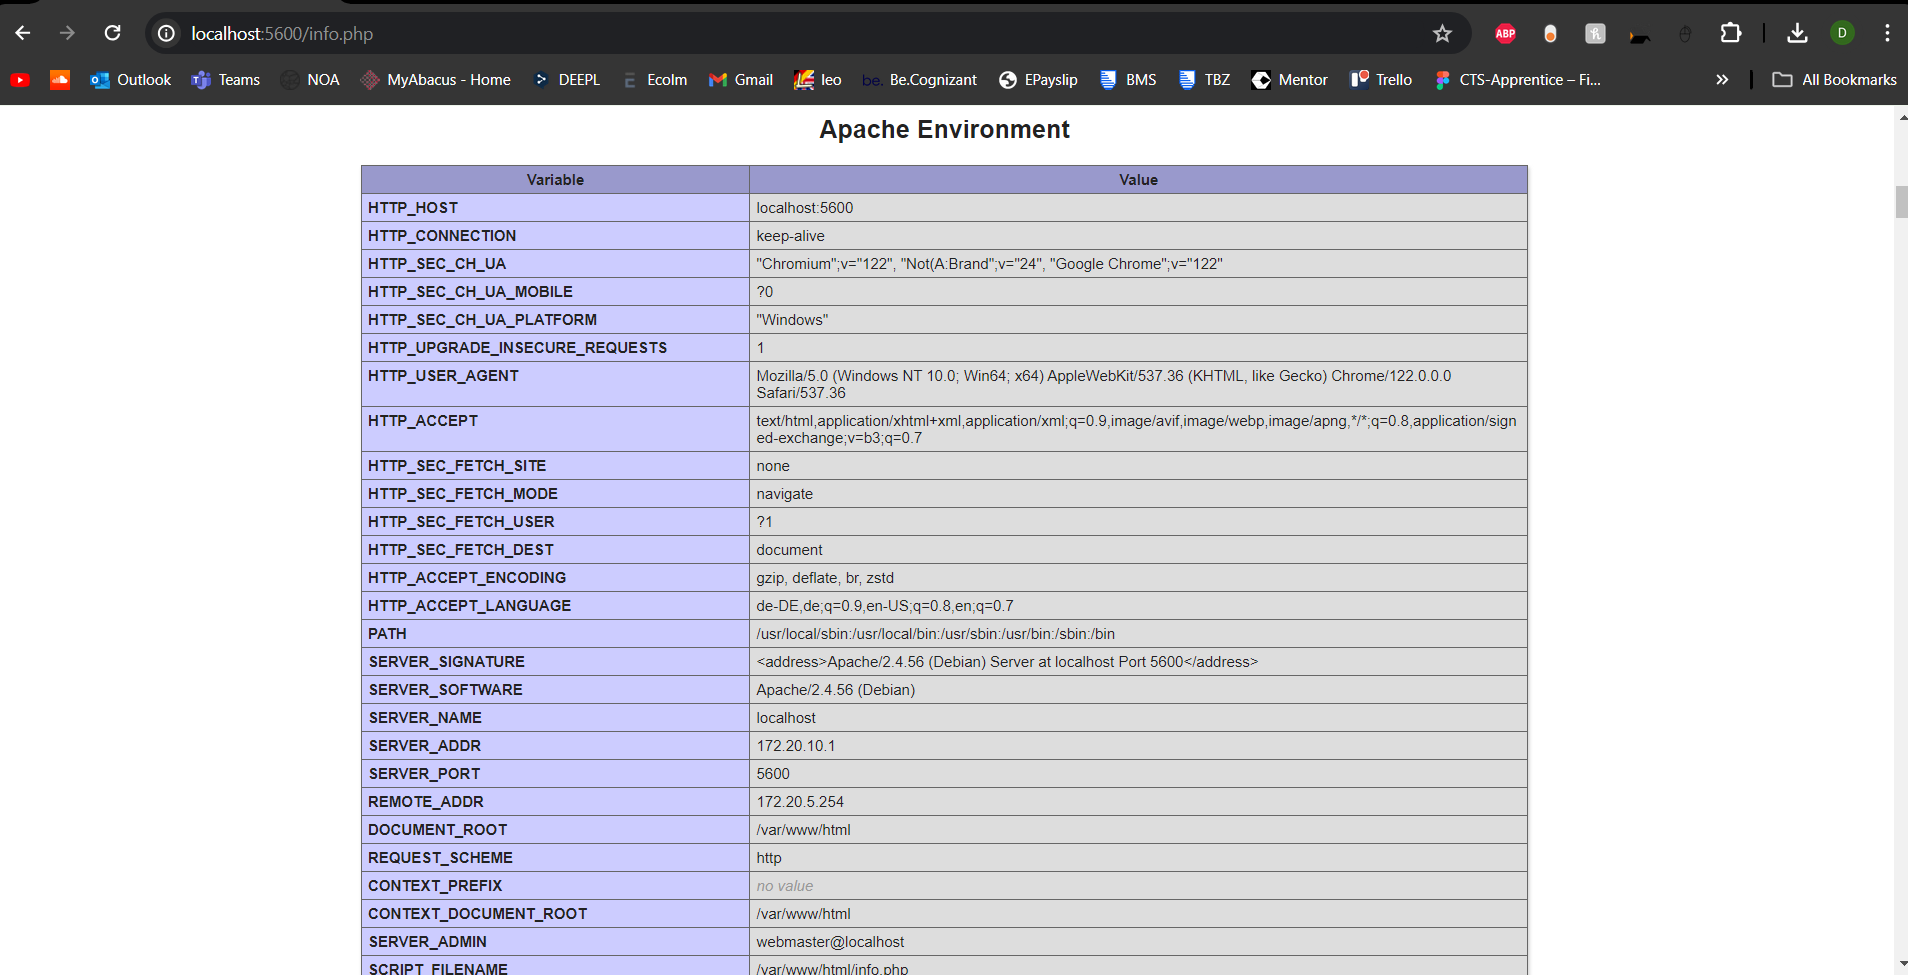 localhost:5600/info.php
ABP
D
Outlook Teams NOA MyAbacus - Home DEEPL Ecolm Gmail leo be. Be.Cognizant EPayslip BMS TBZ Mentor Trello CTS-Apprentice – Fi... » All Bookmarks
Apache Environment
Variable Value
HTTP_HOST localhost:5600
HTTP_CONNECTION keep-alive
HTTP_SEC_CH_UA "Chromium";v="122", "Not(A:Brand";v="24", "Google Chrome";v="122"
HTTP_SEC_CH_UA_MOBILE ?0
HTTP_SEC_CH_UA_PLATFORM "Windows"
HTTP_UPGRADE_INSECURE_REQUESTS 1
HTTP_USER_AGENT Mozilla/5.0 (Windows NT 10.0; Win64; x64) AppleWebKit/537.36 (KHTML, like Gecko) Chrome/122.0.0.0
Safari/537.36
HTTP_ACCEPT text/html,application/xhtml+xml,application/xml;q=0.9,image/avif,image/webp,image/apng,*/*;q=0.8,application/sign
ed-exchange;v=b3;q=0.7
HTTP_SEC_FETCH_SITE none
HTTP_SEC_FETCH_MODE navigate
HTTP_SEC_FETCH_USER ?1
HTTP_SEC_FETCH_DEST document
HTTP_ACCEPT_ENCODING gzip, deflate, br, zstd
HTTP_ACCEPT_LANGUAGE de-DE,de;q=0.9,en-US;q=0.8,en;q=0.7
PATH /usr/local/sbin:/usr/local/bin:/usr/sbin:/usr/bin:/sbin:/bin
SERVER_SIGNATURE <address>Apache/2.4.56 (Debian) Server at localhost Port 5600</address>
SERVER_SOFTWARE Apache/2.4.56 (Debian)
SERVER_NAME localhost
SERVER_ADDR 172.20.10.1
SERVER_PORT 5600
REMOTE_ADDR 172.20.5.254
DOCUMENT_ROOT /var/www/html
REQUEST_SCHEME http
CONTEXT_PREFIX no value
CONTEXT_DOCUMENT_ROOT /var/www/html
SERVER_ADMIN webmaster@localhost
SCRIPT_FILENAME /var/www/html/info.php